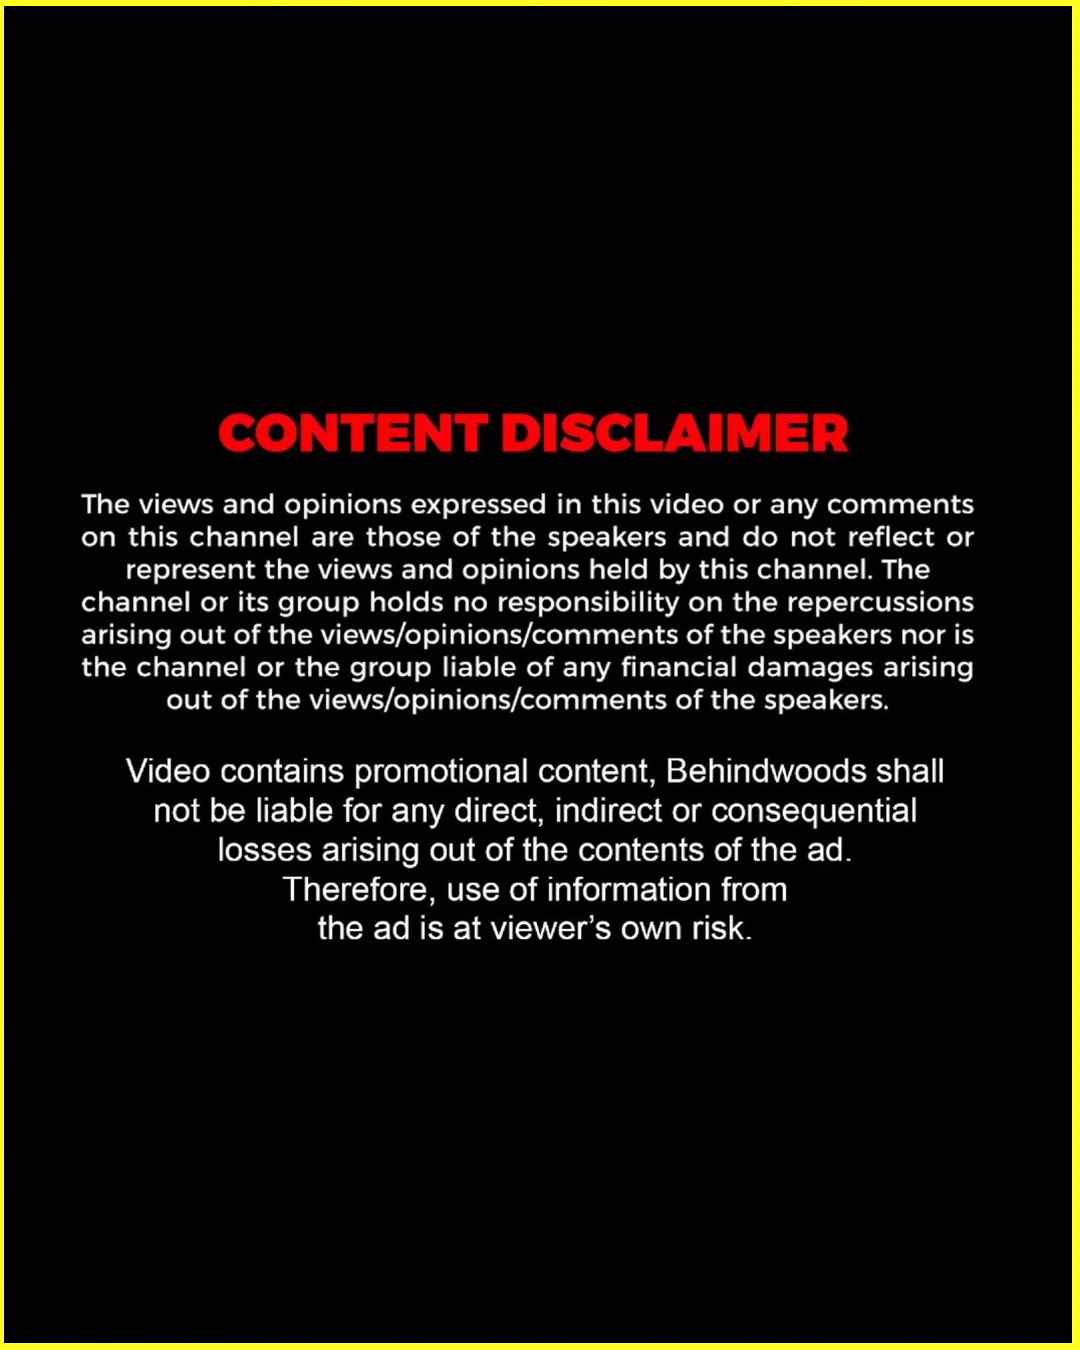 CONTENT DISCLAIMER
The views and opinions expressed in this video or any comments
on this channel are those of the speakers and do not reflect or
represent the views and opinions held by this channel. The
channel or its group holds no responsibility on the repercussions
arising out of the views/opinions/comments of the speakers nor is
the channel or the group liable of any financial damages arising
out of the views/opinions/comments of the speakers.
Video contains promotional content, Behindwoods shall
not be liable for any direct, indirect or consequential
losses arising out of the contents of the ad.
Therefore, use of information from
the ad is at viewer’s own risk.